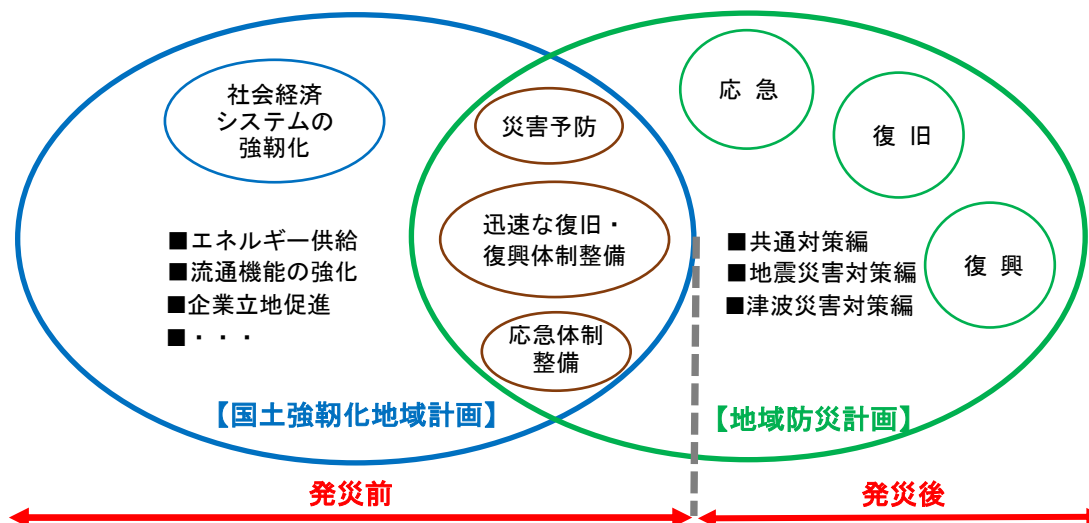 社会経済
システムの
強靭化
■エネルギー供給
■流通機能の強化
■企業立地促進
■・・・
【国土強靭化地域計画】
災害予防
迅速な復旧・
復興体制整備
応急体制
整備
応 急
復 旧
復 興
■共通対策編
■地震災害対策編
■津波災害対策編
【地域防災計画】
発災前
発災後